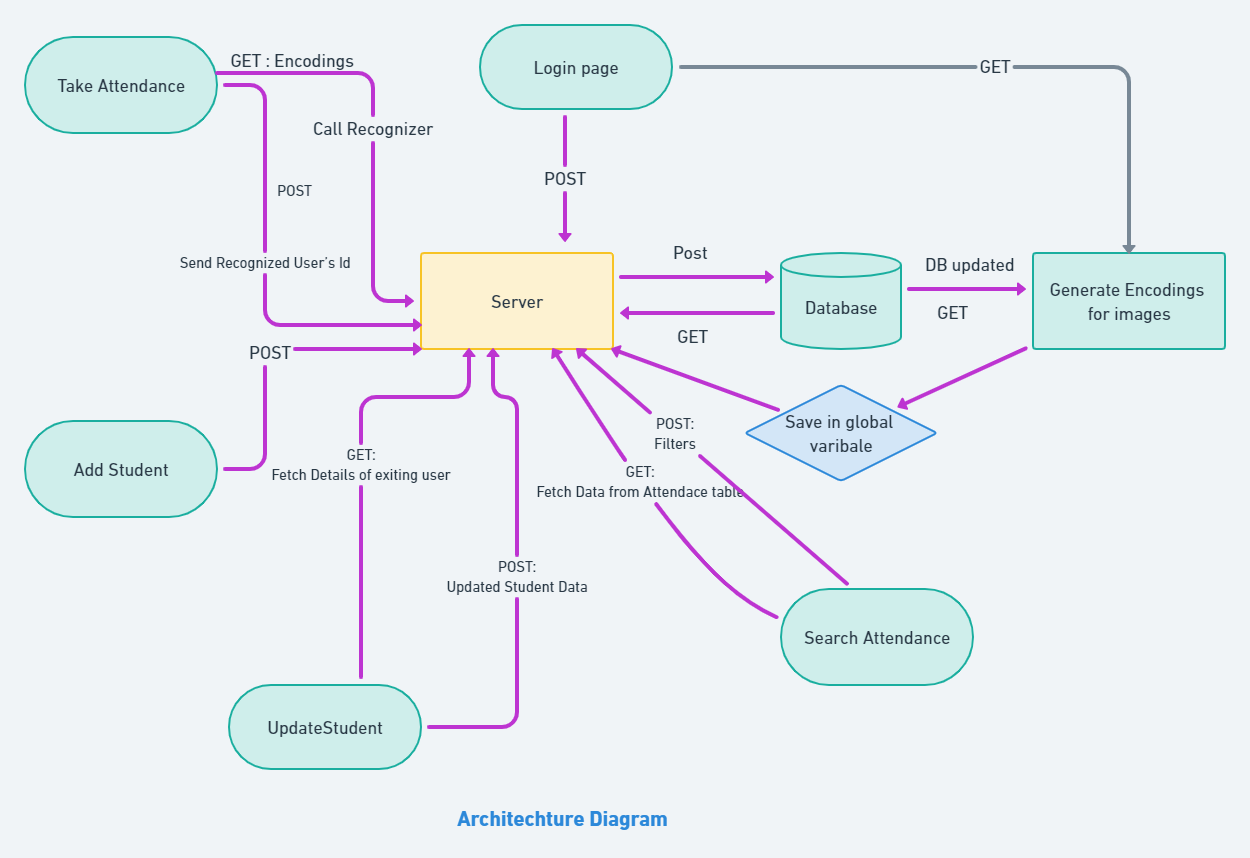 Take Attendance
GET : Encodings
Login page
GET
Call Recognizer
POST
POST
Send Recognized User's Id
Server
Post
GET
Database
DB updated
GET
Generate Encodings
for images
POST
Add Student
Save in global
varibale
POST:
Filters
GET:
Fetch Details of exiting user
GET:
Fetch Data from Attendace table
POST:
Updated Student Data
Search Attendance
UpdateStudent
Architechture Diagram